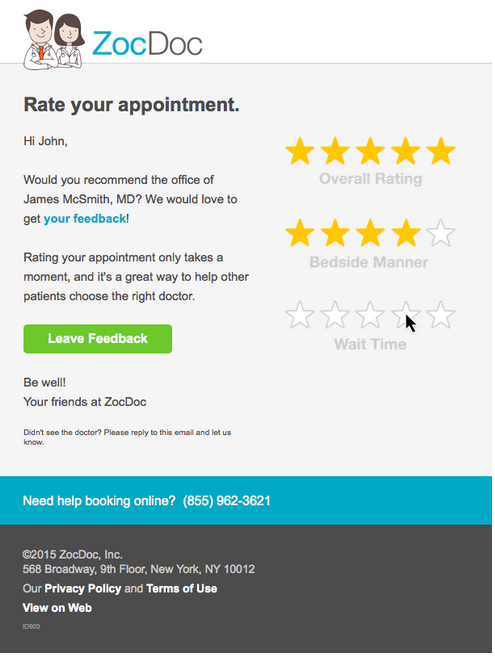 ZocDoc
Rate your appointment.
Hi John,
Would you recommend the office of
James McSmith, MD? We would love to
get your feedback!
Rating your appointment only takes a
moment, and it's a great way to help other
patients choose the right doctor.
Leave Feedback
Be well!
Your friends at ZocDoc
Didn't see the doctor? Please reply to this email and let us
know.
Overall Rating
Bedside Manner
Wait Time
Need help booking online? (855) 962-3621
©2015 ZocDoc, Inc.
568 Broadway, 9th Floor, New York, NY 10012
Our Privacy Policy and Terms of Use
View on Web
ID903